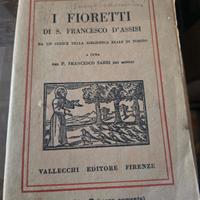 I FIORETTI
DI S. FRANCESCO D'ASSISI
DA UN CODICE DELLA BIBLIOTECA REALE DI TORINO
A CURA
DEL P. FRANCESCO SARRI DEI MINORI
VALLECCHI EDITORE FIRENZE